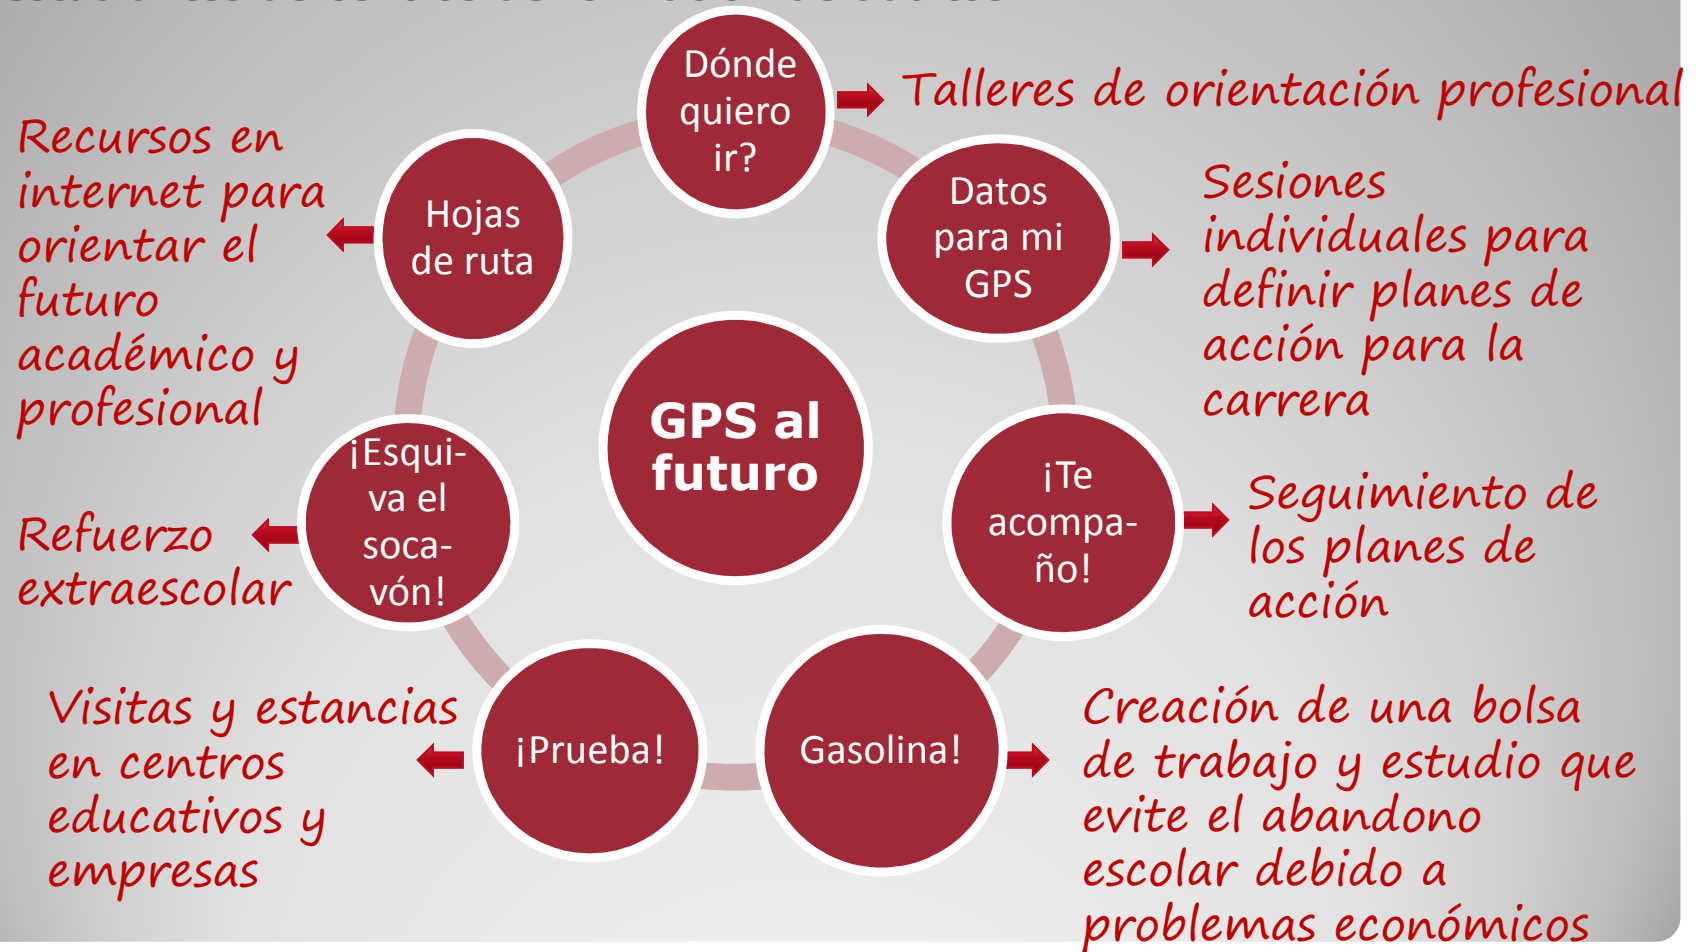 Dónde
quiero
ir?
Talleres de orientación profesional
Datos
para mi
GPS
Sesiones
individuales para
definir planes de
acción para la
carrera
¡Te
acompa-
ño!
Seguimiento de
los planes de
acción
Gasolina!
Creación de una bolsa
de trabajo y estudio que
evite el abandono
escolar debido a
problemas económicos
¡Prueba!
Visitas y estancias
en centros
educativos y
empresas
¡Esqui-
va el
soca-
vón!
Refuerzo
extraescolar
Hojas
de ruta
Recursos en
internet para
orientar el
futuro
académico y
profesional
GPS al
futuro